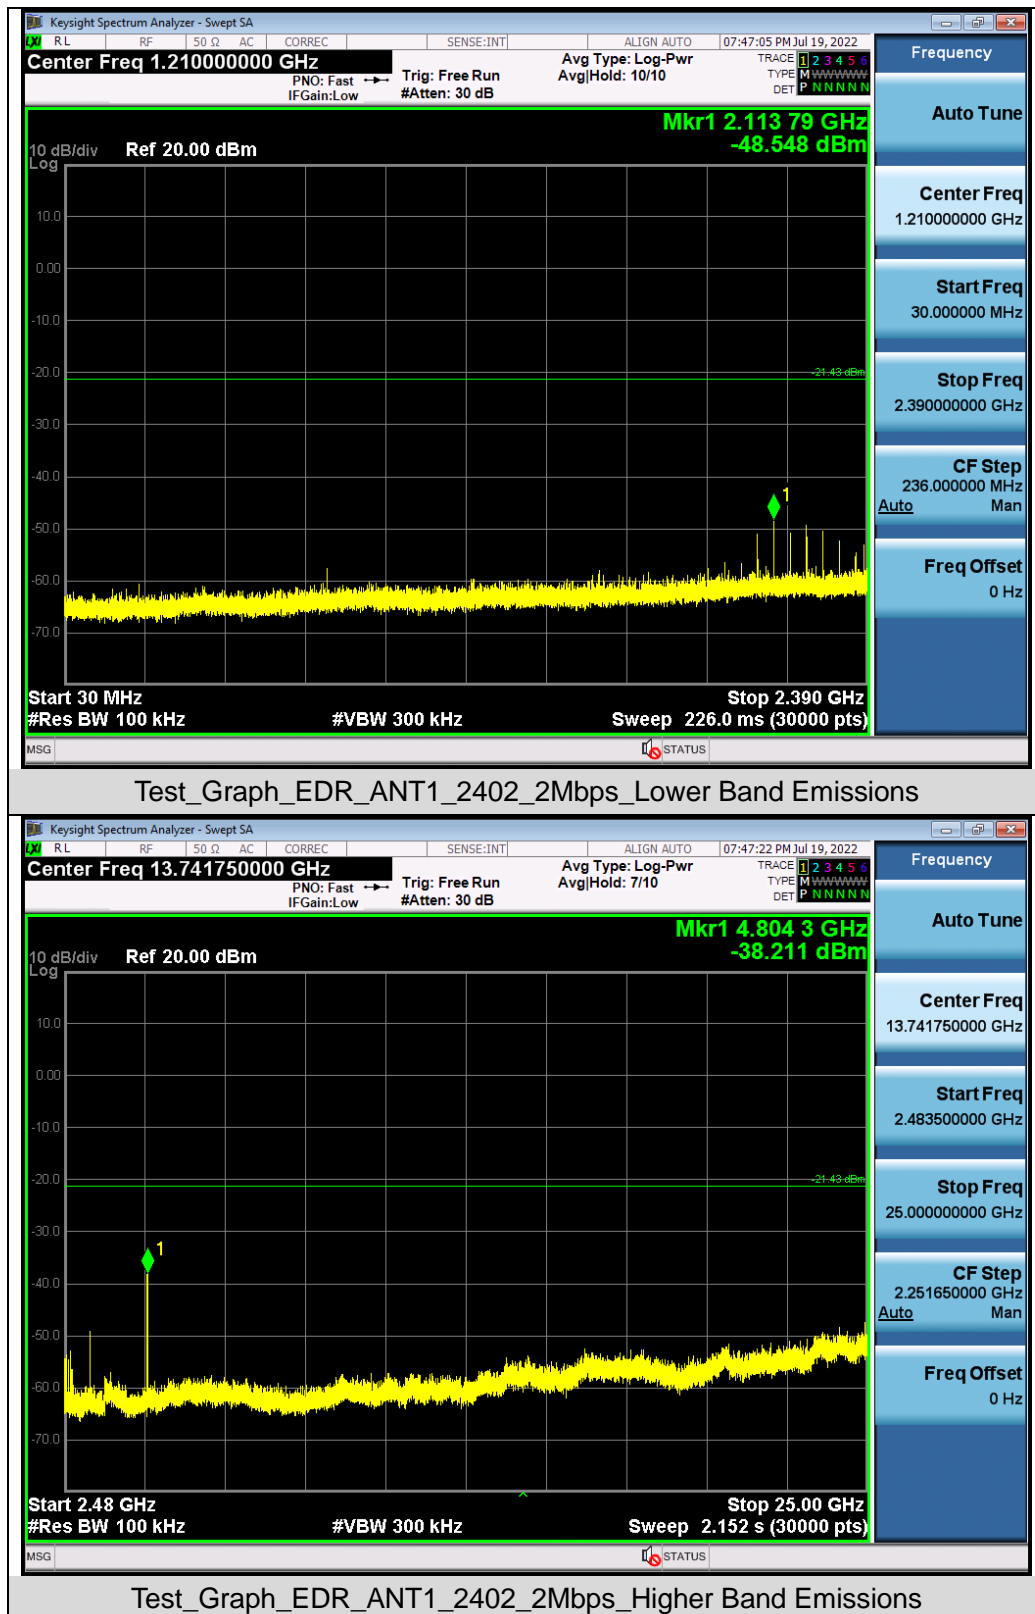 Keysight Spectrum Analyzer - Swept SA
LXI RL RF 50 Ω AC CORREC SENSE:INT ALIGN AUTO 07:47:05 PM Jul 19, 2022
Center Freq 1.210000000 GHz
PNO: Fast
IFGain:Low
Trig: Free Run
#Atten: 30 dB
Avg Type: Log-Pwr
Avg|Hold: 10/10
TRACE 1 2 3 4 5 6
TYPE M WWWWW
DET P N N N N N
Frequency
Auto Tune
Center Freq
1.210000000 GHz
Start Freq
30.000000 MHz
Stop Freq
2.390000000 GHz
CF Step
236.000000 MHz
Auto Man
Freq Offset
0 Hz
Mkr1 2.113 79 GHz
-48.548 dBm
10 dB/div Ref 20.00 dBm
Log
10.0
0.00
-10.0
-20.0
-21.43 dBm
-30.0
-40.0
1
-50.0
-60.0
-70.0
Start 30 MHz Stop 2.390 GHz
#Res BW 100 kHz #VBW 300 kHz Sweep 226.0 ms (30000 pts)
MSG STATUS
Test_Graph_EDR_ANT1_2402_2Mbps_Lower Band Emissions
Keysight Spectrum Analyzer - Swept SA
LXI RL RF 50 Ω AC CORREC SENSE:INT ALIGN AUTO 07:47:22 PM Jul 19, 2022
Center Freq 13.741750000 GHz
PNO: Fast
IFGain:Low
Trig: Free Run
#Atten: 30 dB
Avg Type: Log-Pwr
Avg|Hold: 7/10
TRACE 1 2 3 4 5 6
TYPE M WWWWW
DET P N N N N N
Frequency
Auto Tune
Center Freq
13.741750000 GHz
Start Freq
2.483500000 GHz
Stop Freq
25.000000000 GHz
CF Step
2.251650000 GHz
Auto Man
Freq Offset
0 Hz
Mkr1 4.804 3 GHz
-38.211 dBm
10 dB/div Ref 20.00 dBm
Log
10.0
0.00
-10.0
-20.0
-21.43 dBm
-30.0
1
-40.0
-50.0
-60.0
-70.0
Start 2.48 GHz Stop 25.00 GHz
#Res BW 100 kHz #VBW 300 kHz Sweep 2.152 s (30000 pts)
MSG STATUS
Test_Graph_EDR_ANT1_2402_2Mbps_Higher Band Emissions